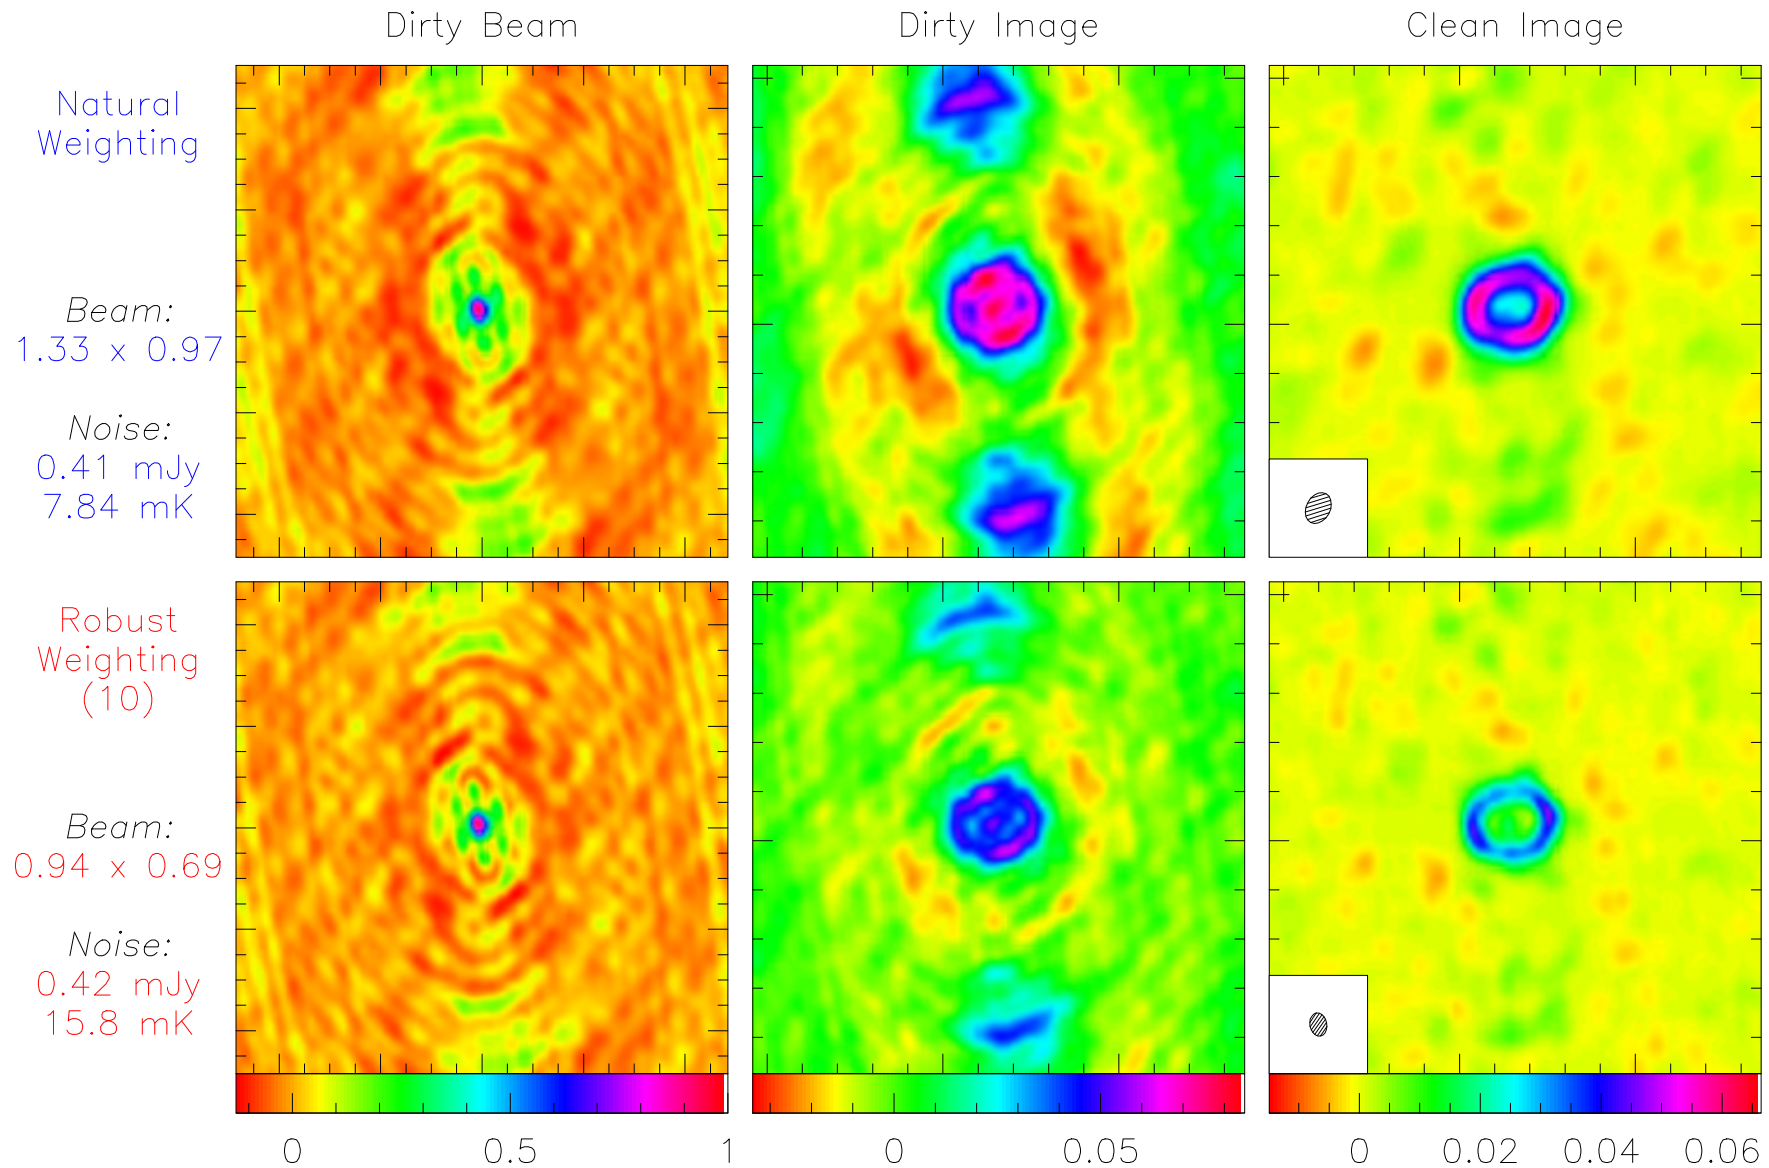 Dirty Beam
Dirty Image
Clean Image
Natural
Weighting
Beam:
1.33 x 0.97
Noise:
0.41 mJy
7.84 mK
Robust
Weighting
(10)
Beam:
0.94 x 0.69
Noise:
0.42 mJy
15.8 mK
0 0.5 1
0 0.05
0 0.02 0.04 0.06